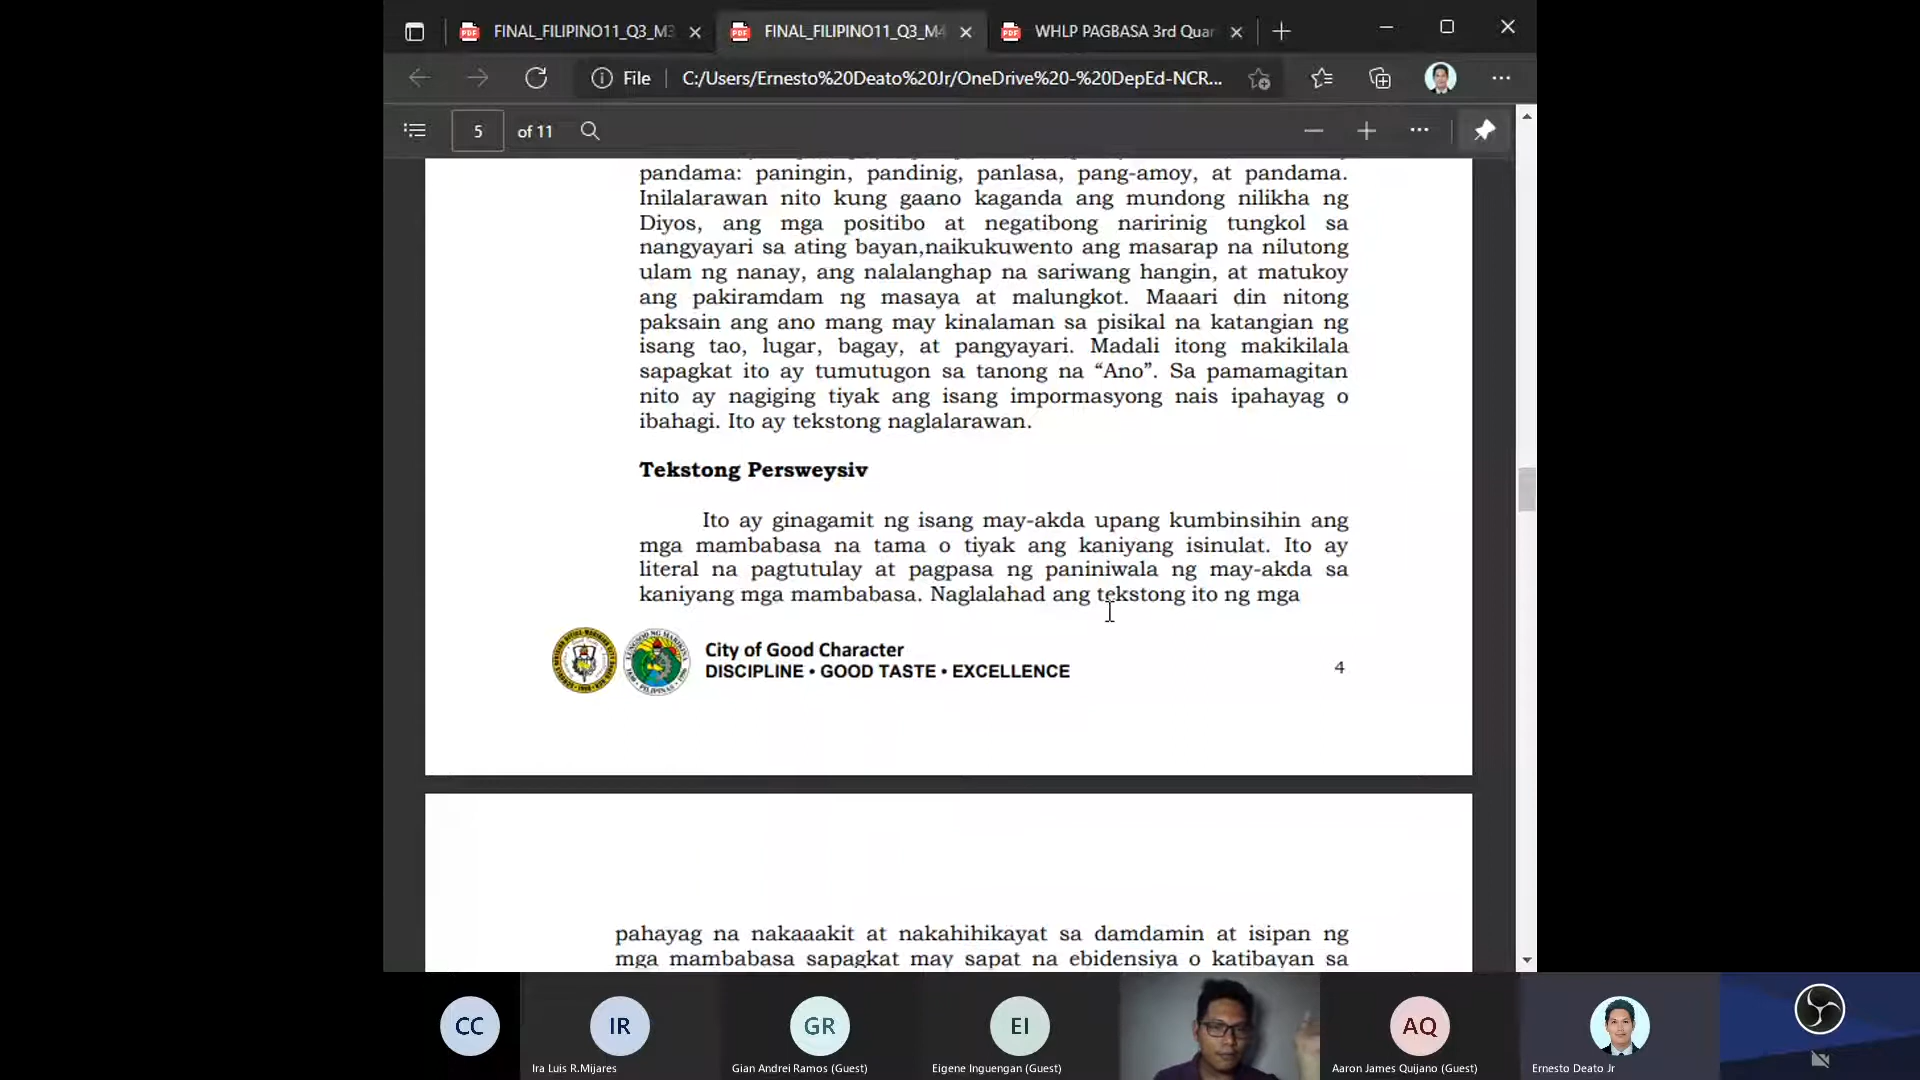 FINAL_FILIPINO11_Q3_M3
FINAL_FILIPINO11_Q3_M4
WHLP PAGBASA 3rd Quar
File
C:/Users/Ernesto%20Deato%20Jr/OneDrive%20-%20DepEd-NCR...
5 of 11
pandama: paningin, pandinig, panlasa, pang-amoy, at pandama.
Inilalarawan nito kung gaano kaganda ang mundong nilikha ng
Diyos, ang mga positibo at negatibong naririnig tungkol sa
nangyayari sa ating bayan,naikukuwento ang masarap na nilutong
ulam ng nanay, ang nalalanghap na sariwang hangin, at matukoy
ang pakiramdam ng masaya at malungkot. Maaari din nitong
paksain ang ano mang may kinalaman sa pisikal na katangian ng
isang tao, lugar, bagay, at pangyayari. Madali itong makikilala
sapagkat ito ay tumutugon sa tanong na “Ano”. Sa pamamagitan
nito ay nagiging tiyak ang isang impormasyong nais ipahayag o
ibahagi. Ito ay tekstong naglalarawan.
Tekstong Persweysiv
Ito ay ginagamit ng isang may-akda upang kumbinsihin ang
mga mambabasa na tama o tiyak ang kaniyang isinulat. Ito ay
literal na pagtutulay at pagpasa ng paniniwala ng may-akda sa
kaniyang mga mambabasa. Naglalahad ang tekstong ito ng mga
City of Good Character
DISCIPLINE • GOOD TASTE • EXCELLENCE
4
pahayag na nakaaakit at nakahihikayat sa damdamin at isipan ng
mga mambabasa sapagkat may sapat na ebidensiya o katibayan sa
CC
IR
GR
EI
AQ
Ira Luis R.Mijares
Gian Andrei Ramos (Guest)
Eigene Inguengan (Guest)
Aaron James Quijano (Guest)
Ernesto Deato Jr